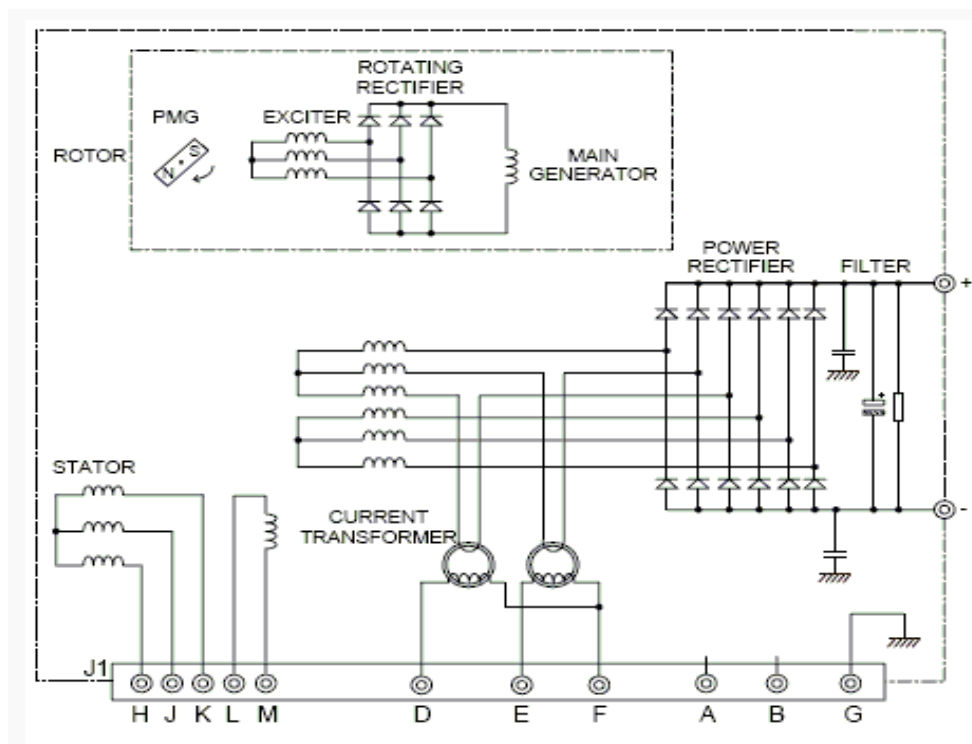 ROTATING
RECTIFIER
PMG
EXCITER
S
N
ROTOR
MAIN
GENERATOR
POWER
RECTIFIER
FILTER
+
+
STATOR
CURRENT
TRANSFORMER
-
J1
H J K L M D E F A B G